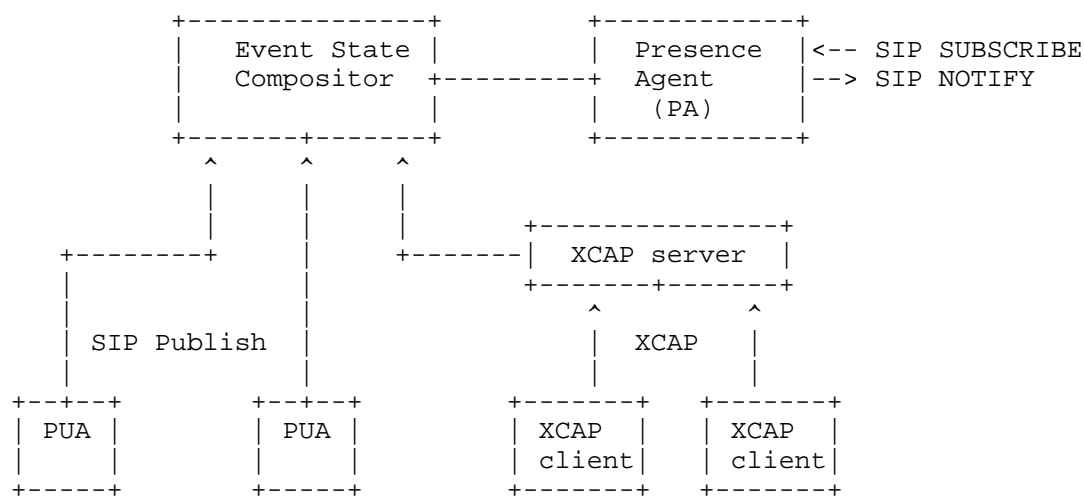 Event State
Compositor
Presence
Agent
(PA)
<-- SIP SUBSCRIBE
--> SIP NOTIFY
XCAP server
SIP Publish
XCAP
PUA
PUA
XCAP
client
XCAP
client